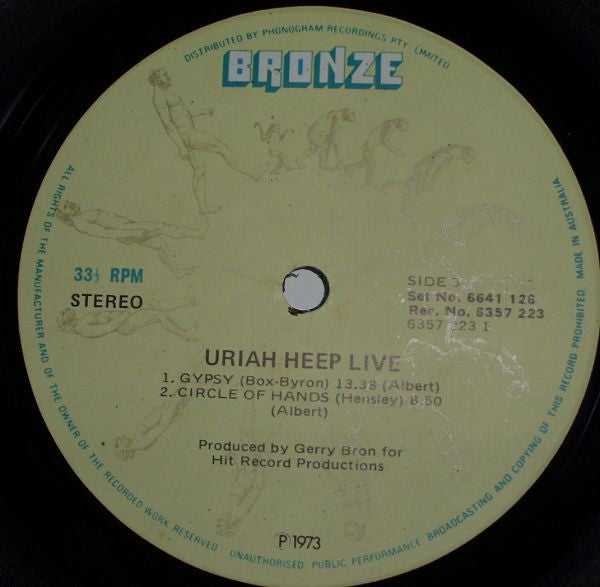 DISTRIBUTED BY PHONOGRAM RECORDINGS PTY. LIMITED
BRONZE
33⅓ RPM
STEREO
SIDE 3
Set No. 6641 126
Rec. No. 6357 223
6357 223 1
URIAH HEEP LIVE
1. GYPSY (Box-Byron) 13.38 (Albert)
2. CIRCLE OF HANDS (Hensley) 8.50
(Albert)
Produced by Gerry Bron for
Hit Record Productions
℗ 1973
ALL RIGHTS OF THE MANUFACTURER AND OF THE OWNER OF THE RECORDED WORK RESERVED. UNAUTHORISED PUBLIC PERFORMANCE BROADCASTING AND COPYING OF THIS RECORD PROHIBITED MADE IN AUSTRALIA.